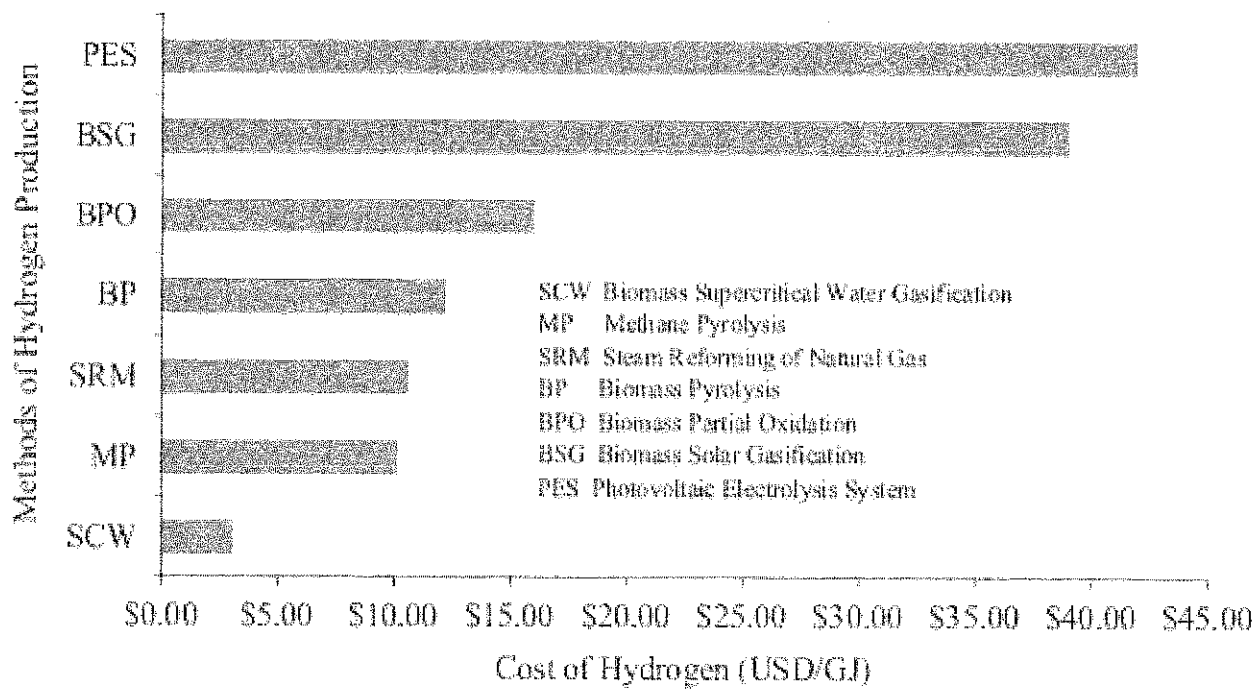 Methods of Hydrogen Production
PES
BSG
BPO
BP
SRM
MP
SCW
SCW Biomass Supercritical Water Gasification
MP Methane Pyrolysis
SRM Steam Reforming of Natural Gas
BP Biomass Pyrolysis
BPO Biomass Partial Oxidation
BSG Biomass Solar Gasification
PES Photovoltaic Electrolysis System
$0.00 $5.00 $10.00 $15.00 $20.00 $25.00 $30.00 $35.00 $40.00 $45.00
Cost of Hydrogen (USD/GJ)